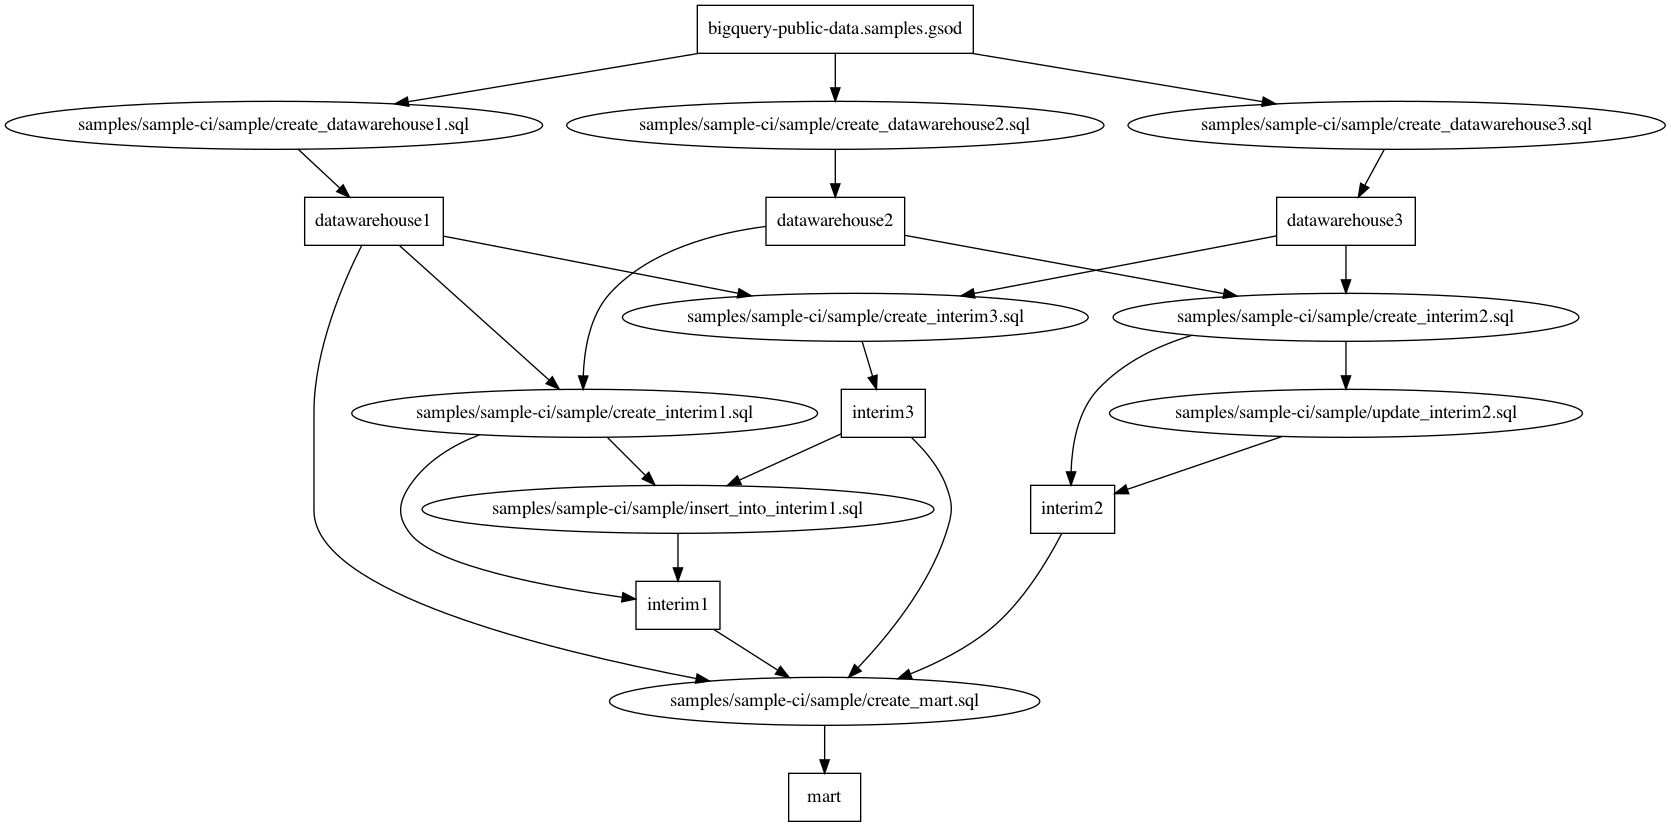 bigquery-public-data.samples.gsod
samples/sample-ci/sample/create_datawarehouse1.sql
samples/sample-ci/sample/create_datawarehouse2.sql
samples/sample-ci/sample/create_datawarehouse3.sql
datawarehouse1
datawarehouse2
datawarehouse3
samples/sample-ci/sample/create_interim3.sql
samples/sample-ci/sample/create_interim2.sql
samples/sample-ci/sample/create_interim1.sql
interim3
samples/sample-ci/sample/update_interim2.sql
samples/sample-ci/sample/insert_into_interim1.sql
interim2
interim1
samples/sample-ci/sample/create_mart.sql
mart